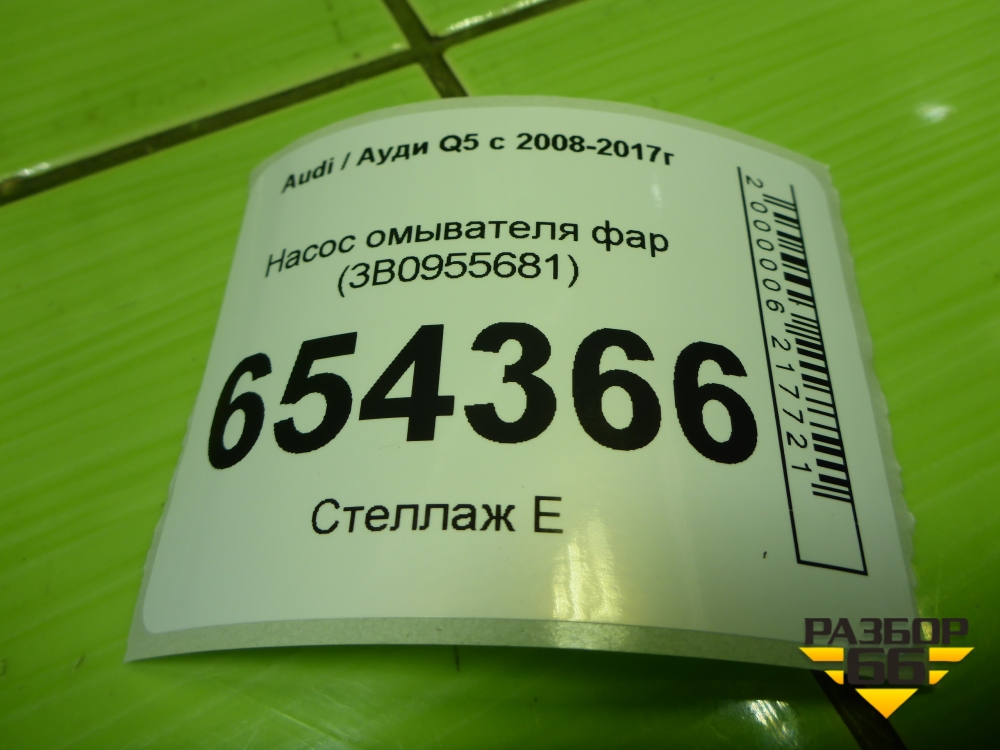 Audi / Ауди Q5 с 2008-2017г
Насос омывателя фар
(3B0955681)
654366
Стеллаж Е
2000006217721
РАЗБОР
66